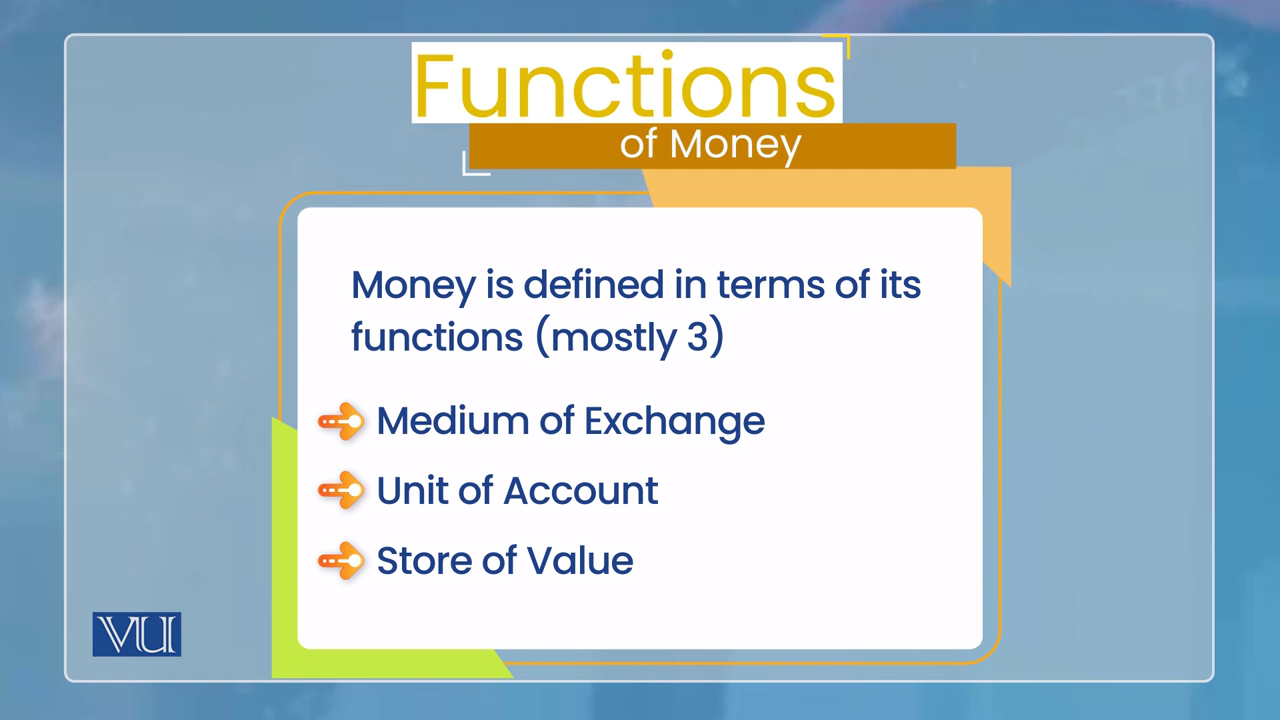 Functions
of Money
Money is defined in terms of its
functions (mostly 3)
Medium of Exchange
Unit of Account
Store of Value
VU